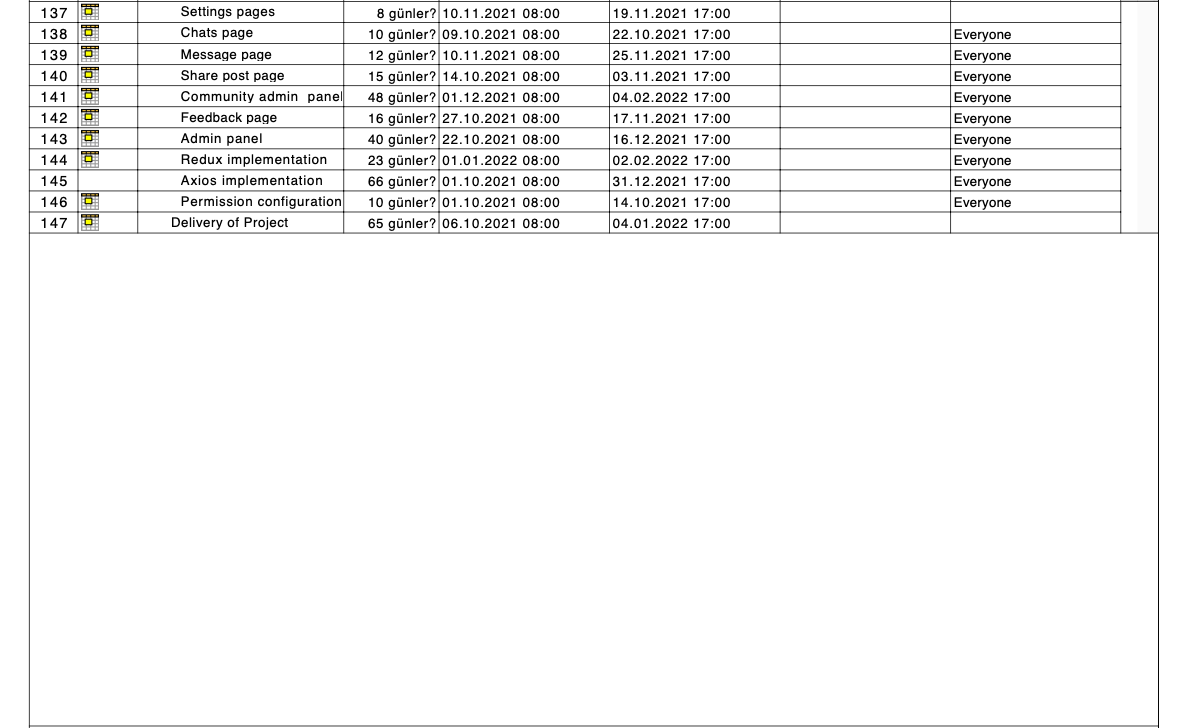 137 Settings pages 8 günler? 10.11.2021 08:00 19.11.2021 17:00
138 Chats page 10 günler? 09.10.2021 08:00 22.10.2021 17:00 Everyone
139 Message page 12 günler? 10.11.2021 08:00 25.11.2021 17:00 Everyone
140 Share post page 15 günler? 14.10.2021 08:00 03.11.2021 17:00 Everyone
141 Community admin panel 48 günler? 01.12.2021 08:00 04.02.2022 17:00 Everyone
142 Feedback page 16 günler? 27.10.2021 08:00 17.11.2021 17:00 Everyone
143 Admin panel 40 günler? 22.10.2021 08:00 16.12.2021 17:00 Everyone
144 Redux implementation 23 günler? 01.01.2022 08:00 02.02.2022 17:00 Everyone
145 Axios implementation 66 günler? 01.10.2021 08:00 31.12.2021 17:00 Everyone
146 Permission configuration 10 günler? 01.10.2021 08:00 14.10.2021 17:00 Everyone
147 Delivery of Project 65 günler? 06.10.2021 08:00 04.01.2022 17:00